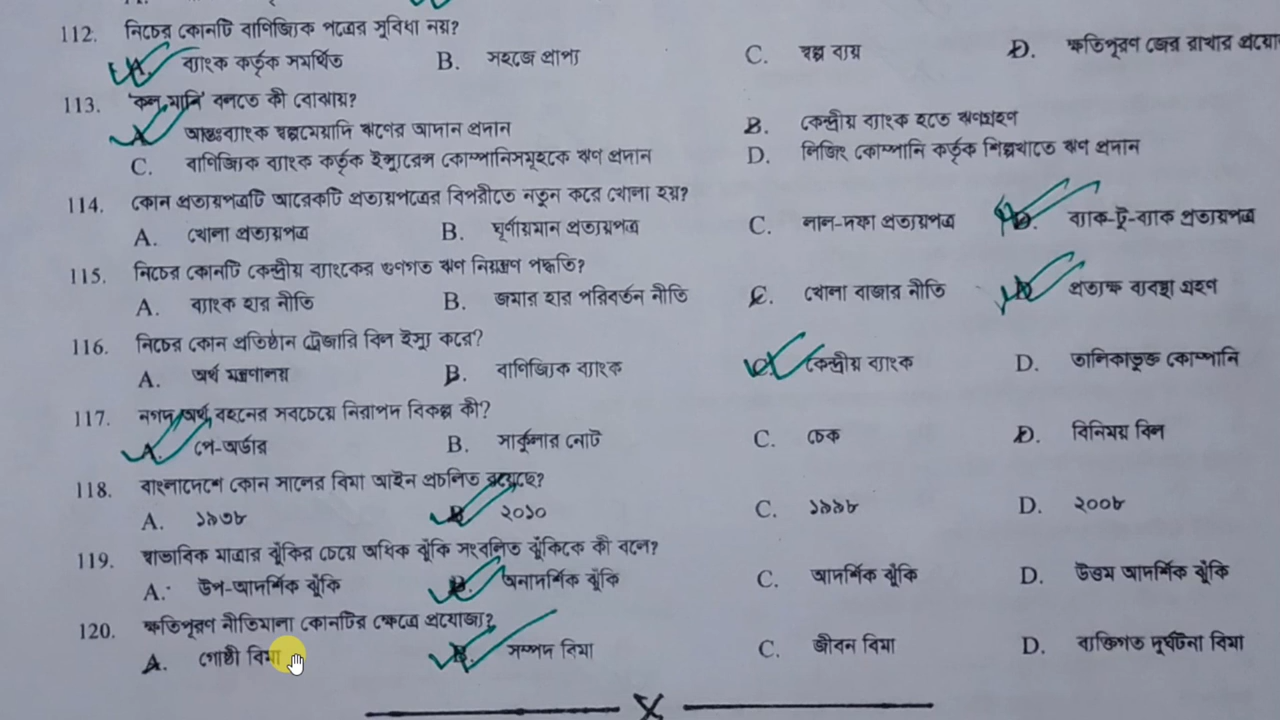 112. নিচের কোনটি বাণিজ্যিক পত্রের সুবিধা নয়?
A. ব্যাংক কর্তৃক সমর্থিত B. সহজে প্রাপ্য C. স্বল্প ব্যয় D. ক্ষতিপূরণ জের রাখার
113. 'কল মানি' বলতে কী বোঝায়?
A. আন্তঃব্যাংক স্বল্পমেয়াদি ঋণের আদান প্রদান B. কেন্দ্রীয় ব্যাংক হতে ঋণগ্রহণ
C. বাণিজ্যিক ব্যাংক কর্তৃক ইন্স্যুরেন্স কোম্পানিসমূহকে ঋণ প্রদান D. লিজিং কোম্পানি কর্তৃক শিল্পখাতে ঋণ প্রদান
114. কোন প্রত্যয়পত্রটি আরেকটি প্রত্যয়পত্রের বিপরীতে নতুন করে খোলা হয়?
A. খোলা প্রত্যয়পত্র B. ঘূর্ণায়মান প্রত্যয়পত্র C. লাল-দফা প্রত্যয়পত্র D. ব্যাক-টু-ব্যাক প্রত্যয়পত্র
115. নিচের কোনটি কেন্দ্রীয় ব্যাংকের গুণগত ঋণ নিয়ন্ত্রণ পদ্ধতি?
A. ব্যাংক হার নীতি B. জমার হার পরিবর্তন নীতি C. খোলা বাজার নীতি D. প্রত্যক্ষ ব্যবস্থা গ্রহণ
116. নিচের কোন প্রতিষ্ঠান ট্রেজারি বিল ইস্যু করে?
A. অর্থ মন্ত্রণালয় B. বাণিজ্যিক ব্যাংক C. কেন্দ্রীয় ব্যাংক D. তালিকাভুক্ত কোম্পানি
117. নগদ অর্থ বহনের সবচেয়ে নিরাপদ বিকল্প কী?
A. পে-অর্ডার B. সার্কুলার নোট C. চেক D. বিনিময় বিল
118. বাংলাদেশে কোন সালের বিমা আইন প্রচলিত রয়েছে?
A. ১৯৩৮ B. ২০১০ C. ১৯৯৮ D. ২০০৮
119. স্বাভাবিক মাত্রার ঝুঁকির চেয়ে অধিক ঝুঁকি সংবলিত ঝুঁকিকে কী বলে?
A. উপ-আদর্শিক ঝুঁকি B. অনাদর্শিক ঝুঁকি C. আদর্শিক ঝুঁকি D. উত্তম আদর্শিক ঝুঁকি
120. ক্ষতিপূরণ নীতিমালা কোনটির ক্ষেত্রে প্রযোজ্য?
A. গোষ্ঠী বিমা B. সম্পদ বিমা C. জীবন বিমা D. ব্যক্তিগত দূর্ঘটনা বিমা
X